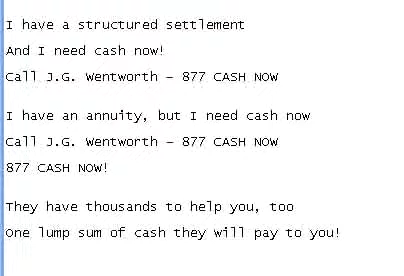 I have a structured settlement
And I need cash now!
Call J.G. Wentworth – 877 CASH NOW
I have an annuity, but I need cash now
Call J.G. Wentworth – 877 CASH NOW
877 CASH NOW!
They have thousands to help you, too
One lump sum of cash they will pay to you!